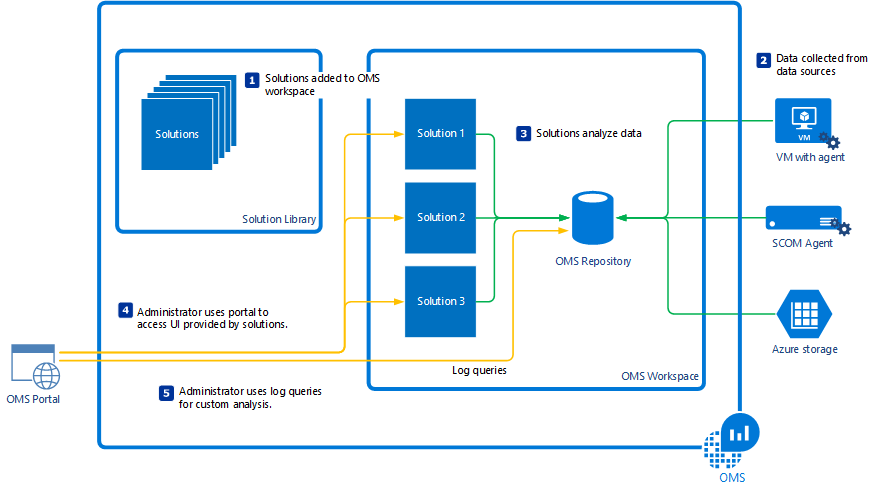 1 Solutions added to OMS
workspace
Solutions
Solution Library
2 Data collected from
data sources
Solution 1
3 Solutions analyze data
VM
VM with agent
Solution 2
OMS Repository
SCOM Agent
Solution 3
4 Administrator uses portal to
access UI provided by solutions.
Azure storage
OMS Portal
Log queries
OMS Workspace
5 Administrator uses log queries
for custom analysis.
OMS